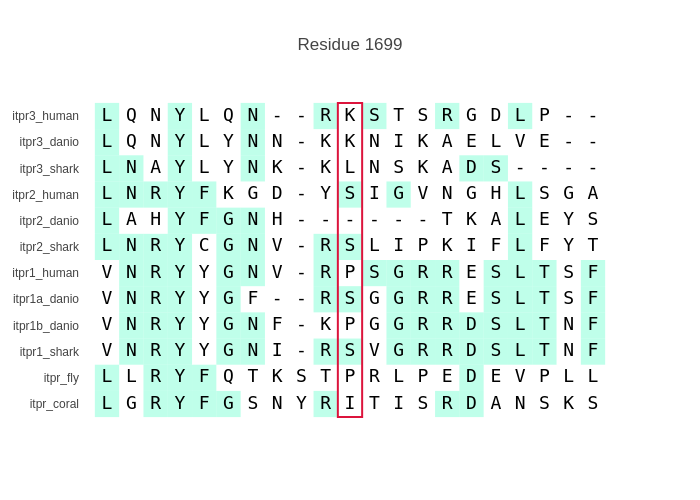 Residue 1699
itpr3_human L Q N Y L Q N - - R K S T S R G D L P - -
itpr3_danio L Q N Y L Y N N - K K N I K A E L V E - -
itpr3_shark L N A Y L Y N K - K L N S K A D S - - - -
itpr2_human L N R Y F K G D - Y S I G V N G H L S G A
itpr2_danio L A H Y F G N H - - - - - - T K A L E Y S
itpr2_shark L N R Y C G N V - R S L I P K I F L F Y T
itpr1_human V N R Y Y G N V - R P S G R R E S L T S F
itpr1a_danio V N R Y Y G F - - R S G G R R E S L T S F
itpr1b_danio V N R Y Y G N F - K P G G R R D S L T N F
itpr1_shark V N R Y Y G N I - R S V G R R D S L T N F
itpr_fly L L R Y F Q T K S T P R L P E D E V P L L
itpr_coral L G R Y F G S N Y R I T I S R D A N S K S